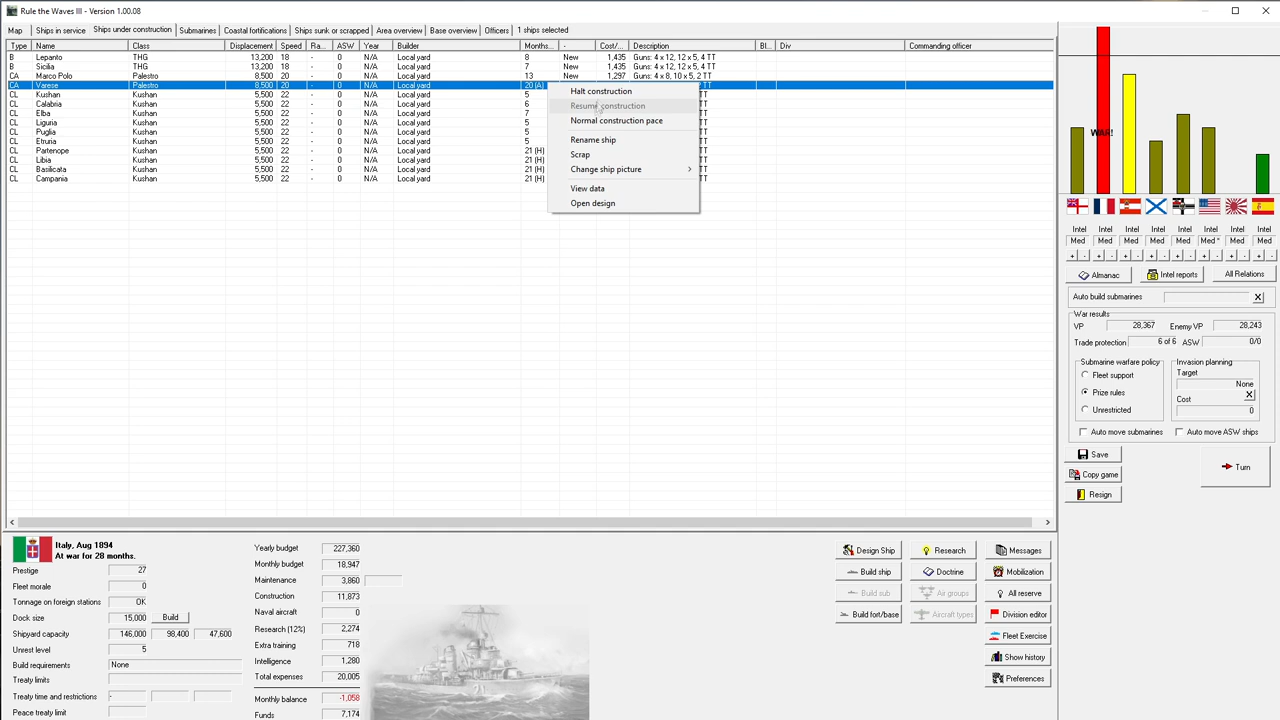 Rule the Waves III - Version 1.00.08
Map Ships in service Ships under construction Submarines Coastal fortifications Ships sunk or scrapped Area overview Base overview Officers 1 ships selected
Type Name Class Displacement Speed Ra... ASW Year Builder Months... - Cost/... Description Bl... Div Commanding officer
B Lepanto THG 13,200 18 - 0 N/A Local yard 8 New 1,435 Guns: 4 x 12, 12 x 5, 4 TT
B Sicilia THG 13,200 18 - 0 N/A Local yard 7 New 1,435 Guns: 4 x 12, 12 x 5, 4 TT
CA Marco Polo Palestro 8,500 20 - 0 N/A Local yard 13 New 1,297 Guns: 4 x 8, 10 x 5, 2 TT
CA Varese Palestro 8,500 20 - 0 N/A Local yard 20 (A) TT
CL Kushan Kushan 5,500 22 - 0 N/A Local yard 5 TT
CL Calabria Kushan 5,500 22 - 0 N/A Local yard 6 TT
CL Elba Kushan 5,500 22 - 0 N/A Local yard 7 TT
CL Liguria Kushan 5,500 22 - 0 N/A Local yard 5 TT
CL Puglia Kushan 5,500 22 - 0 N/A Local yard 5 TT
CL Etruria Kushan 5,500 22 - 0 N/A Local yard 5 TT
CL Partenope Kushan 5,500 22 - 0 N/A Local yard 21 (H) TT
CL Libia Kushan 5,500 22 - 0 N/A Local yard 21 (H) TT
CL Basilicata Kushan 5,500 22 - 0 N/A Local yard 21 (H) TT
CL Campania Kushan 5,500 22 - 0 N/A Local yard 21 (H) TT
Halt construction
Resume construction
Normal construction pace
Rename ship
Scrap
Change ship picture
View data
Open design
WAR!
Intel Intel Intel Intel Intel Intel Intel Intel
Med Med Med Med Med Med * Med Med
+ - + - + - + - + - + - + - + -
Almanac Intel reports All Relations
Auto build submarines X
War results
VP 28,367 Enemy VP 28,243
Trade protection 6 of 6 ASW 0/0
Submarine warfare policy
Fleet support
Prize rules
Unrestricted
Invasion planning
Target
None
Cost X
0
Auto move submarines Auto move ASW ships
Save
Copy game
Resign
Turn
Italy, Aug 1894
At war for 28 months.
Prestige 27
Fleet morale 0
Tonnage on foreign stations OK
Dock size 15,000 Build
Shipyard capacity 146,000 98,400 47,600
Unrest level 5
Build requirements None
Treaty limits
Treaty time and restrictions -
Peace treaty limit
Yearly budget 227,360
Monthly budget 18,947
Maintenance 3,860
Construction 11,873
Naval aircraft 0
Research (12%) 2,274
Extra training 718
Intelligence 1,280
Total expenses 20,005
Monthly balance -1,058
Funds 7,174
Design Ship Research Messages
Build ship Doctrine Mobilization
Build sub Air groups All reserve
Build fort/base Aircraft types Division editor
Fleet Exercise
Show history
Preferences